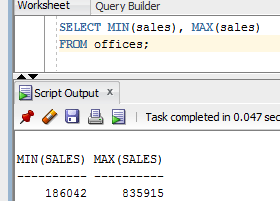 Worksheet Query Builder
SELECT MIN(sales), MAX(sales)
FROM offices;
Script Output x
Task completed in 0.047 sec
MIN(SALES) MAX(SALES)
---------- ----------
186042 835915